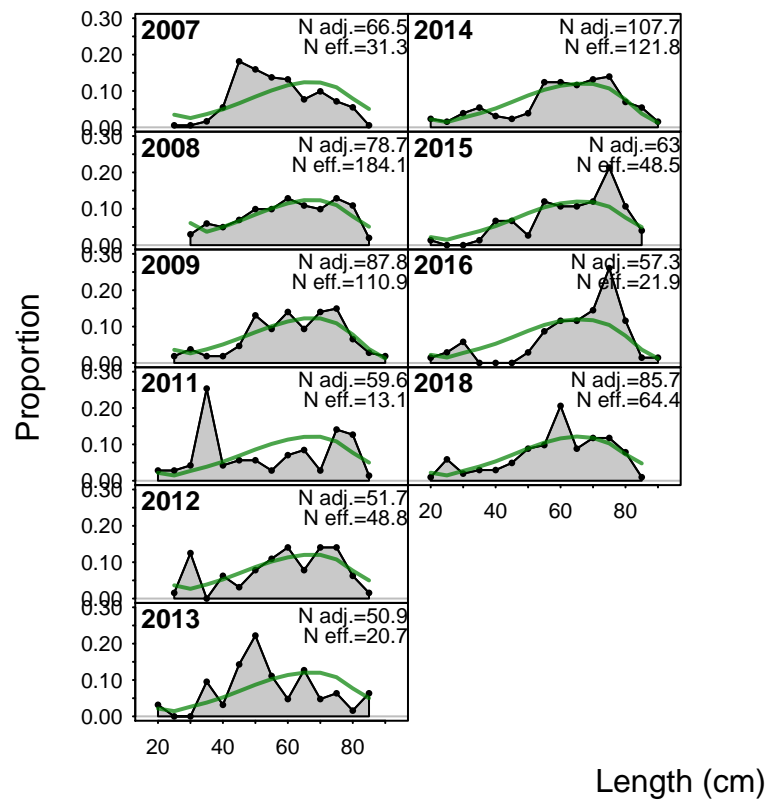 Proportion
0.30
0.20
0.10
0.00
2007
N adj.=66.5
N eff.=31.3
0.30
0.20
0.10
0.00
2008
N adj.=78.7
N eff.=184.1
0.30
0.20
0.10
0.00
2009
N adj.=87.8
N eff.=110.9
0.30
0.20
0.10
0.00
2011
N adj.=59.6
N eff.=13.1
0.30
0.20
0.10
0.00
2012
N adj.=51.7
N eff.=48.8
0.30
0.20
0.10
0.00
2013
N adj.=50.9
N eff.=20.7
20 40 60 80
2014
N adj.=107.7
N eff.=121.8
2015
N adj.=63
N eff.=48.5
2016
N adj.=57.3
N eff.=21.9
2018
N adj.=85.7
N eff.=64.4
20 40 60 80
Length (cm)